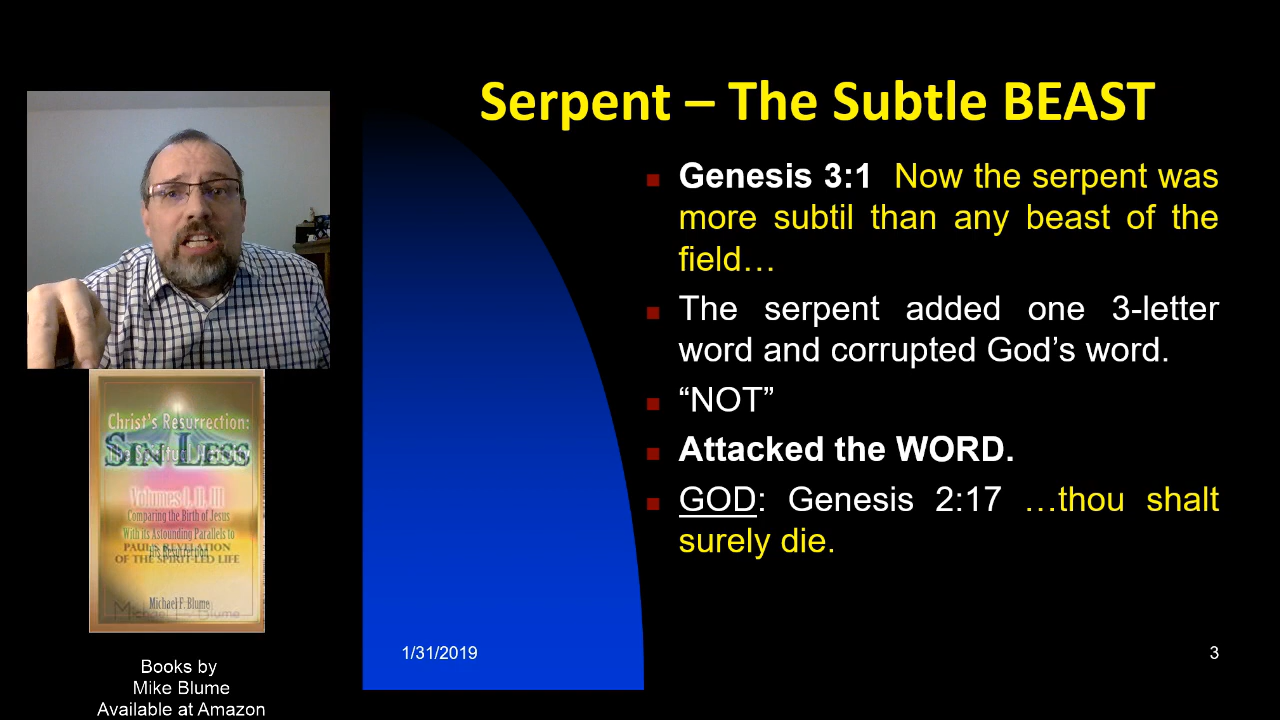 Serpent – The Subtle BEAST
Genesis 3:1 Now the serpent was
more subtil than any beast of the
field…
The serpent added one 3-letter
word and corrupted God’s word.
“NOT”
Attacked the WORD.
GOD: Genesis 2:17 …thou shalt
surely die.
1/31/2019
3
Christ's Resurrection:
SIN LESS
Volumes I, II, III
Comparing the Birth of Jesus
With its Astounding Parallels to
His Resurrection
PAUL'S REVELATION
OF THE SPIRIT-LED LIFE
Michael F. Blume
Michael F. Blume
Books by
Mike Blume
Available at Amazon